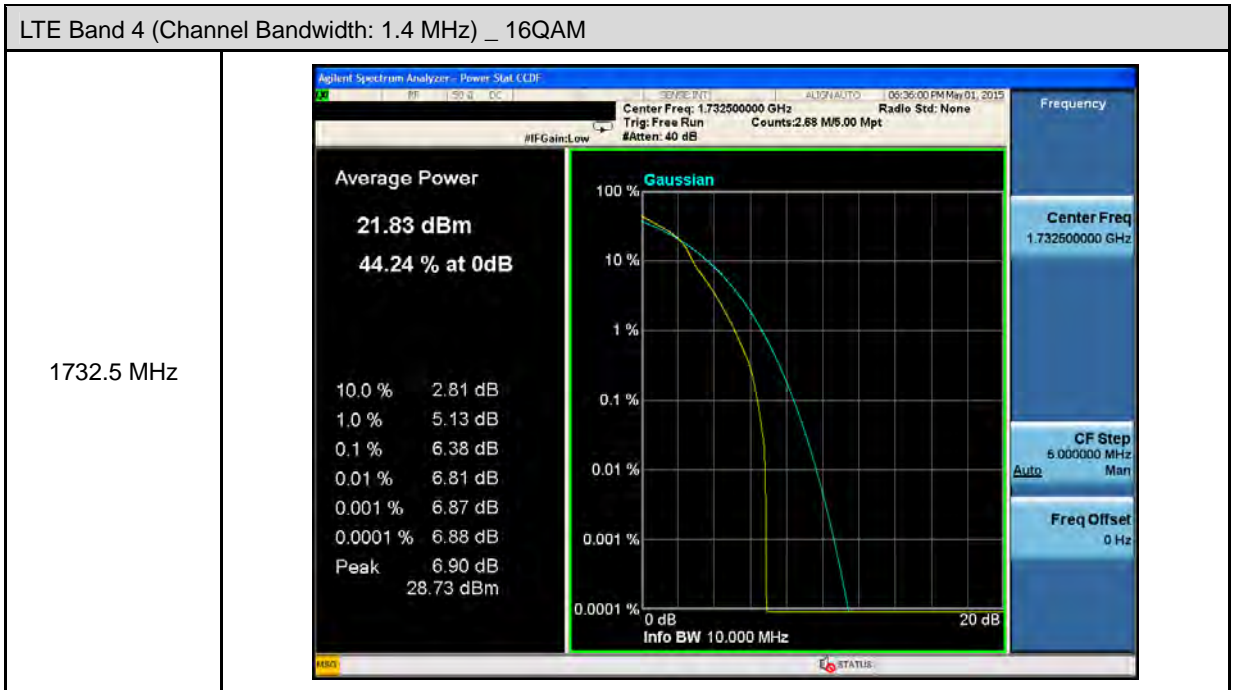 LTE Band 4 (Channel Bandwidth: 1.4 MHz) _ 16QAM
1732.5 MHz
Agilent Spectrum Analyzer - Power Stat CCDF
RF 50 Ω DC SENSE:INT ALIGN AUTO 06:36:00 PM May 01, 2015
Center Freq: 1.732500000 GHz Radio Std: None
Trig: Free Run Counts:2.68 M/5.00 Mpt
#IFGain:Low #Atten: 40 dB
Frequency
Average Power
21.83 dBm
44.24 % at 0dB
10.0 % 2.81 dB
1.0 % 5.13 dB
0.1 % 6.38 dB
0.01 % 6.81 dB
0.001 % 6.87 dB
0.0001 % 6.88 dB
Peak 6.90 dB
28.73 dBm
Gaussian
100 %
10 %
1 %
0.1 %
0.01 %
0.001 %
0.0001 %
0 dB 20 dB
Info BW 10.000 MHz
Center Freq
1.732500000 GHz
CF Step
5.000000 MHz
Auto Man
Freq Offset
0 Hz
MSG STATUS